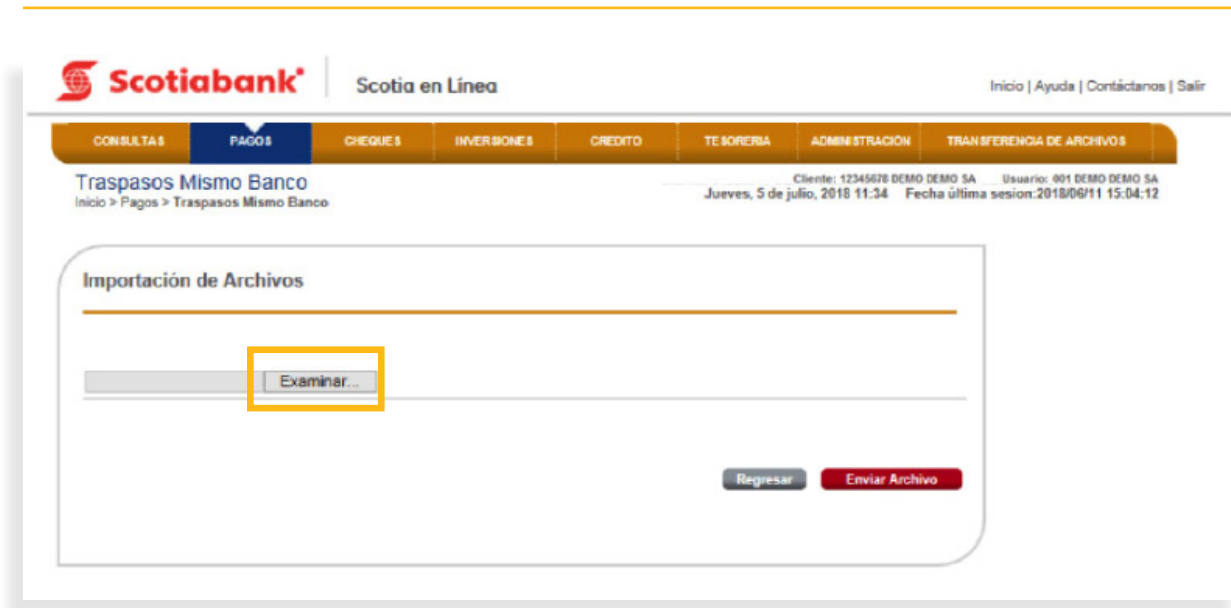 Scotiabank Scotia en Línea Inicio | Ayuda | Contáctanos | Salir
CONSULTAS PAGOS CHEQUES INVERSIONES CREDITO TESORERIA ADMINISTRACIÓN TRANSFERENCIA DE ARCHIVOS
Traspasos Mismo Banco Cliente: 12345678 DEMO DEMO SA Usuario: 001 DEMO DEMO SA
Inicio > Pagos > Traspasos Mismo Banco Jueves, 5 de julio, 2018 11:34 Fecha última sesion:2018/06/11 15:04:12
Importación de Archivos
Examinar...
Regresar Enviar Archivo